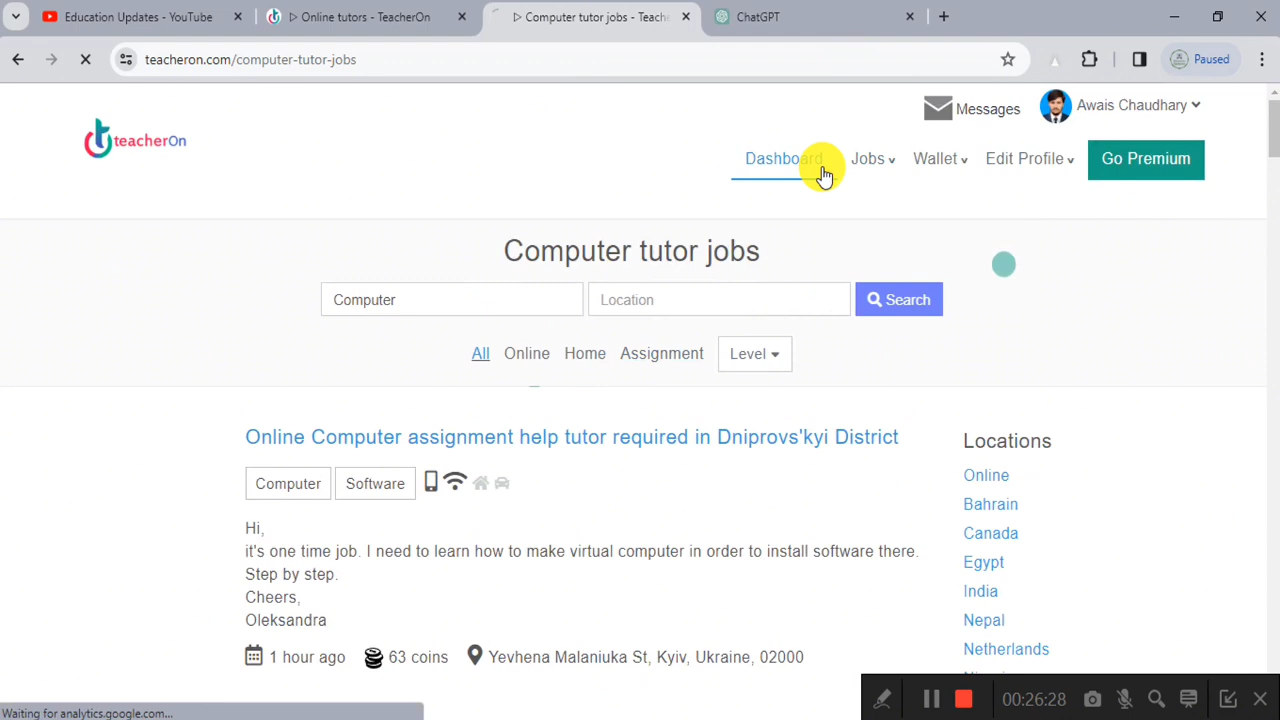 Education Updates - YouTube
Online tutors - TeacherOn
Computer tutor jobs - Teache
ChatGPT
teacheron.com/computer-tutor-jobs
Paused
Messages
Awais Chaudhary
teacherOn
Dashboard
Jobs
Wallet
Edit Profile
Go Premium
Computer tutor jobs
Computer
Location
Search
All
Online
Home
Assignment
Level
Online Computer assignment help tutor required in Dniprovs'kyi District
Locations
Computer
Software
Online
Bahrain
Canada
Egypt
India
Nepal
Netherlands
Hi,
it's one time job. I need to learn how to make virtual computer in order to install software there.
Step by step.
Cheers,
Oleksandra
1 hour ago
63 coins
Yevhena Malaniuka St, Kyiv, Ukraine, 02000
00:26:28
Waiting for analytics.google.com...